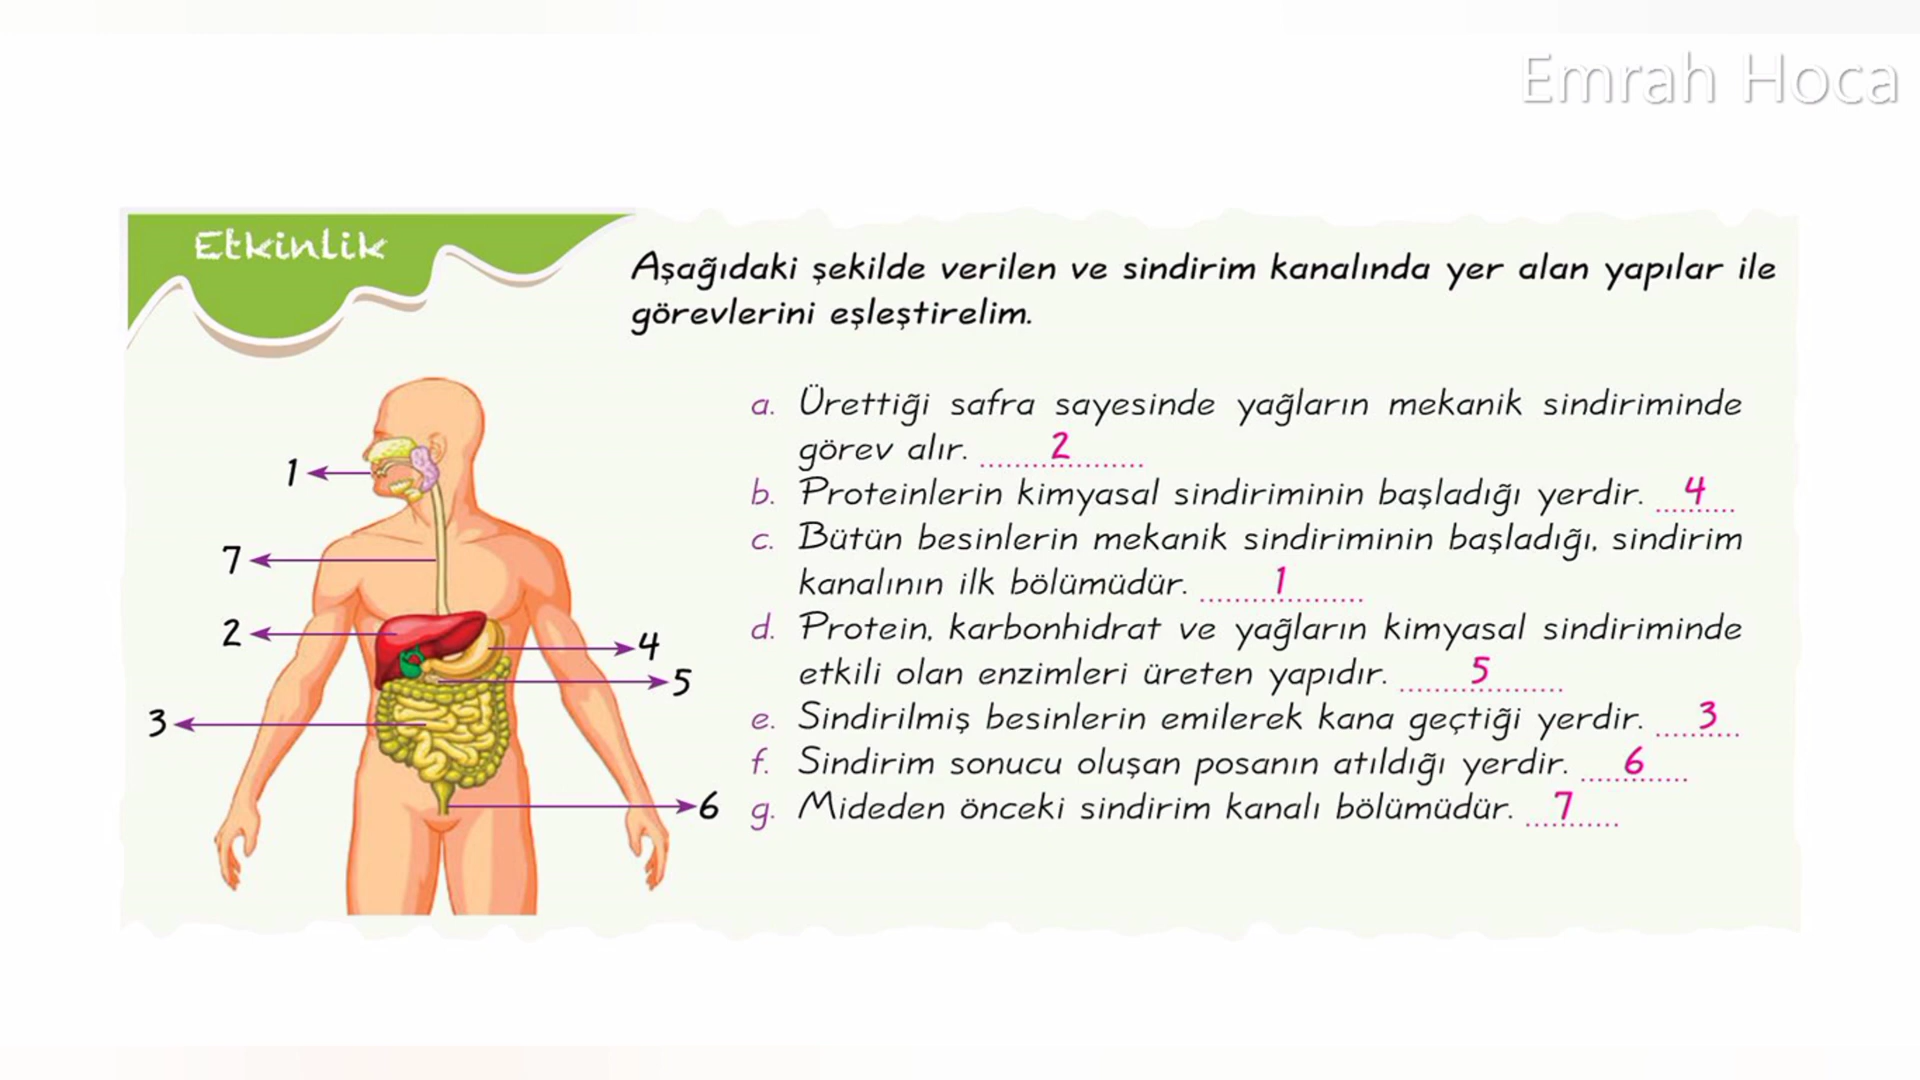 Emrah Hoca
Etkinlik
Aşağıdaki şekilde verilen ve sindirim kanalında yer alan yapılar ile
görevlerini eşleştirelim.
1
7
2
3
4
5
6
a. Ürettiği safra sayesinde yağların mekanik sindiriminde
görev alır. 2
b. Proteinlerin kimyasal sindiriminin başladığı yerdir. 4
c. Bütün besinlerin mekanik sindiriminin başladığı, sindirim
kanalının ilk bölümüdür. 1
d. Protein, karbonhidrat ve yağların kimyasal sindiriminde
etkili olan enzimleri üreten yapıdır. 5
e. Sindirilmiş besinlerin emilerek kana geçtiği yerdir. 3
f. Sindirim sonucu oluşan posanın atıldığı yerdir. 6
g. Mideden önceki sindirim kanalı bölümüdür. 7